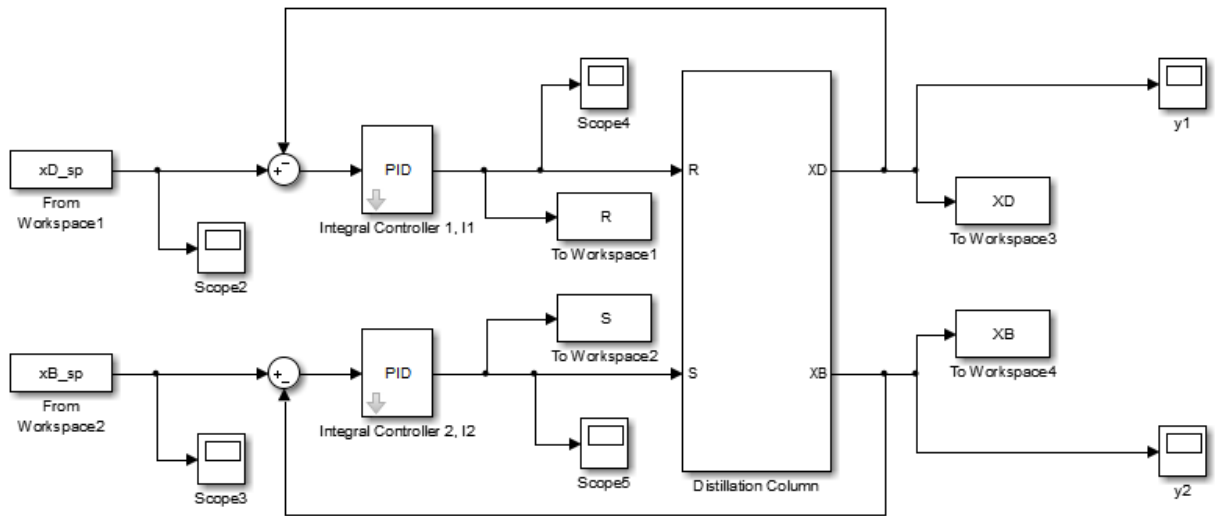 Scope4
y1
xD_sp
From
Workspace1
+
−
PID
Integral Controller 1, I1
R
XD
R
To Workspace1
XD
To Workspace3
Scope2
S
To Workspace2
XB
To Workspace4
xB_sp
From
Workspace2
+
−
PID
Integral Controller 2, I2
S
XB
Scope3
Scope5
Distillation Column
y2